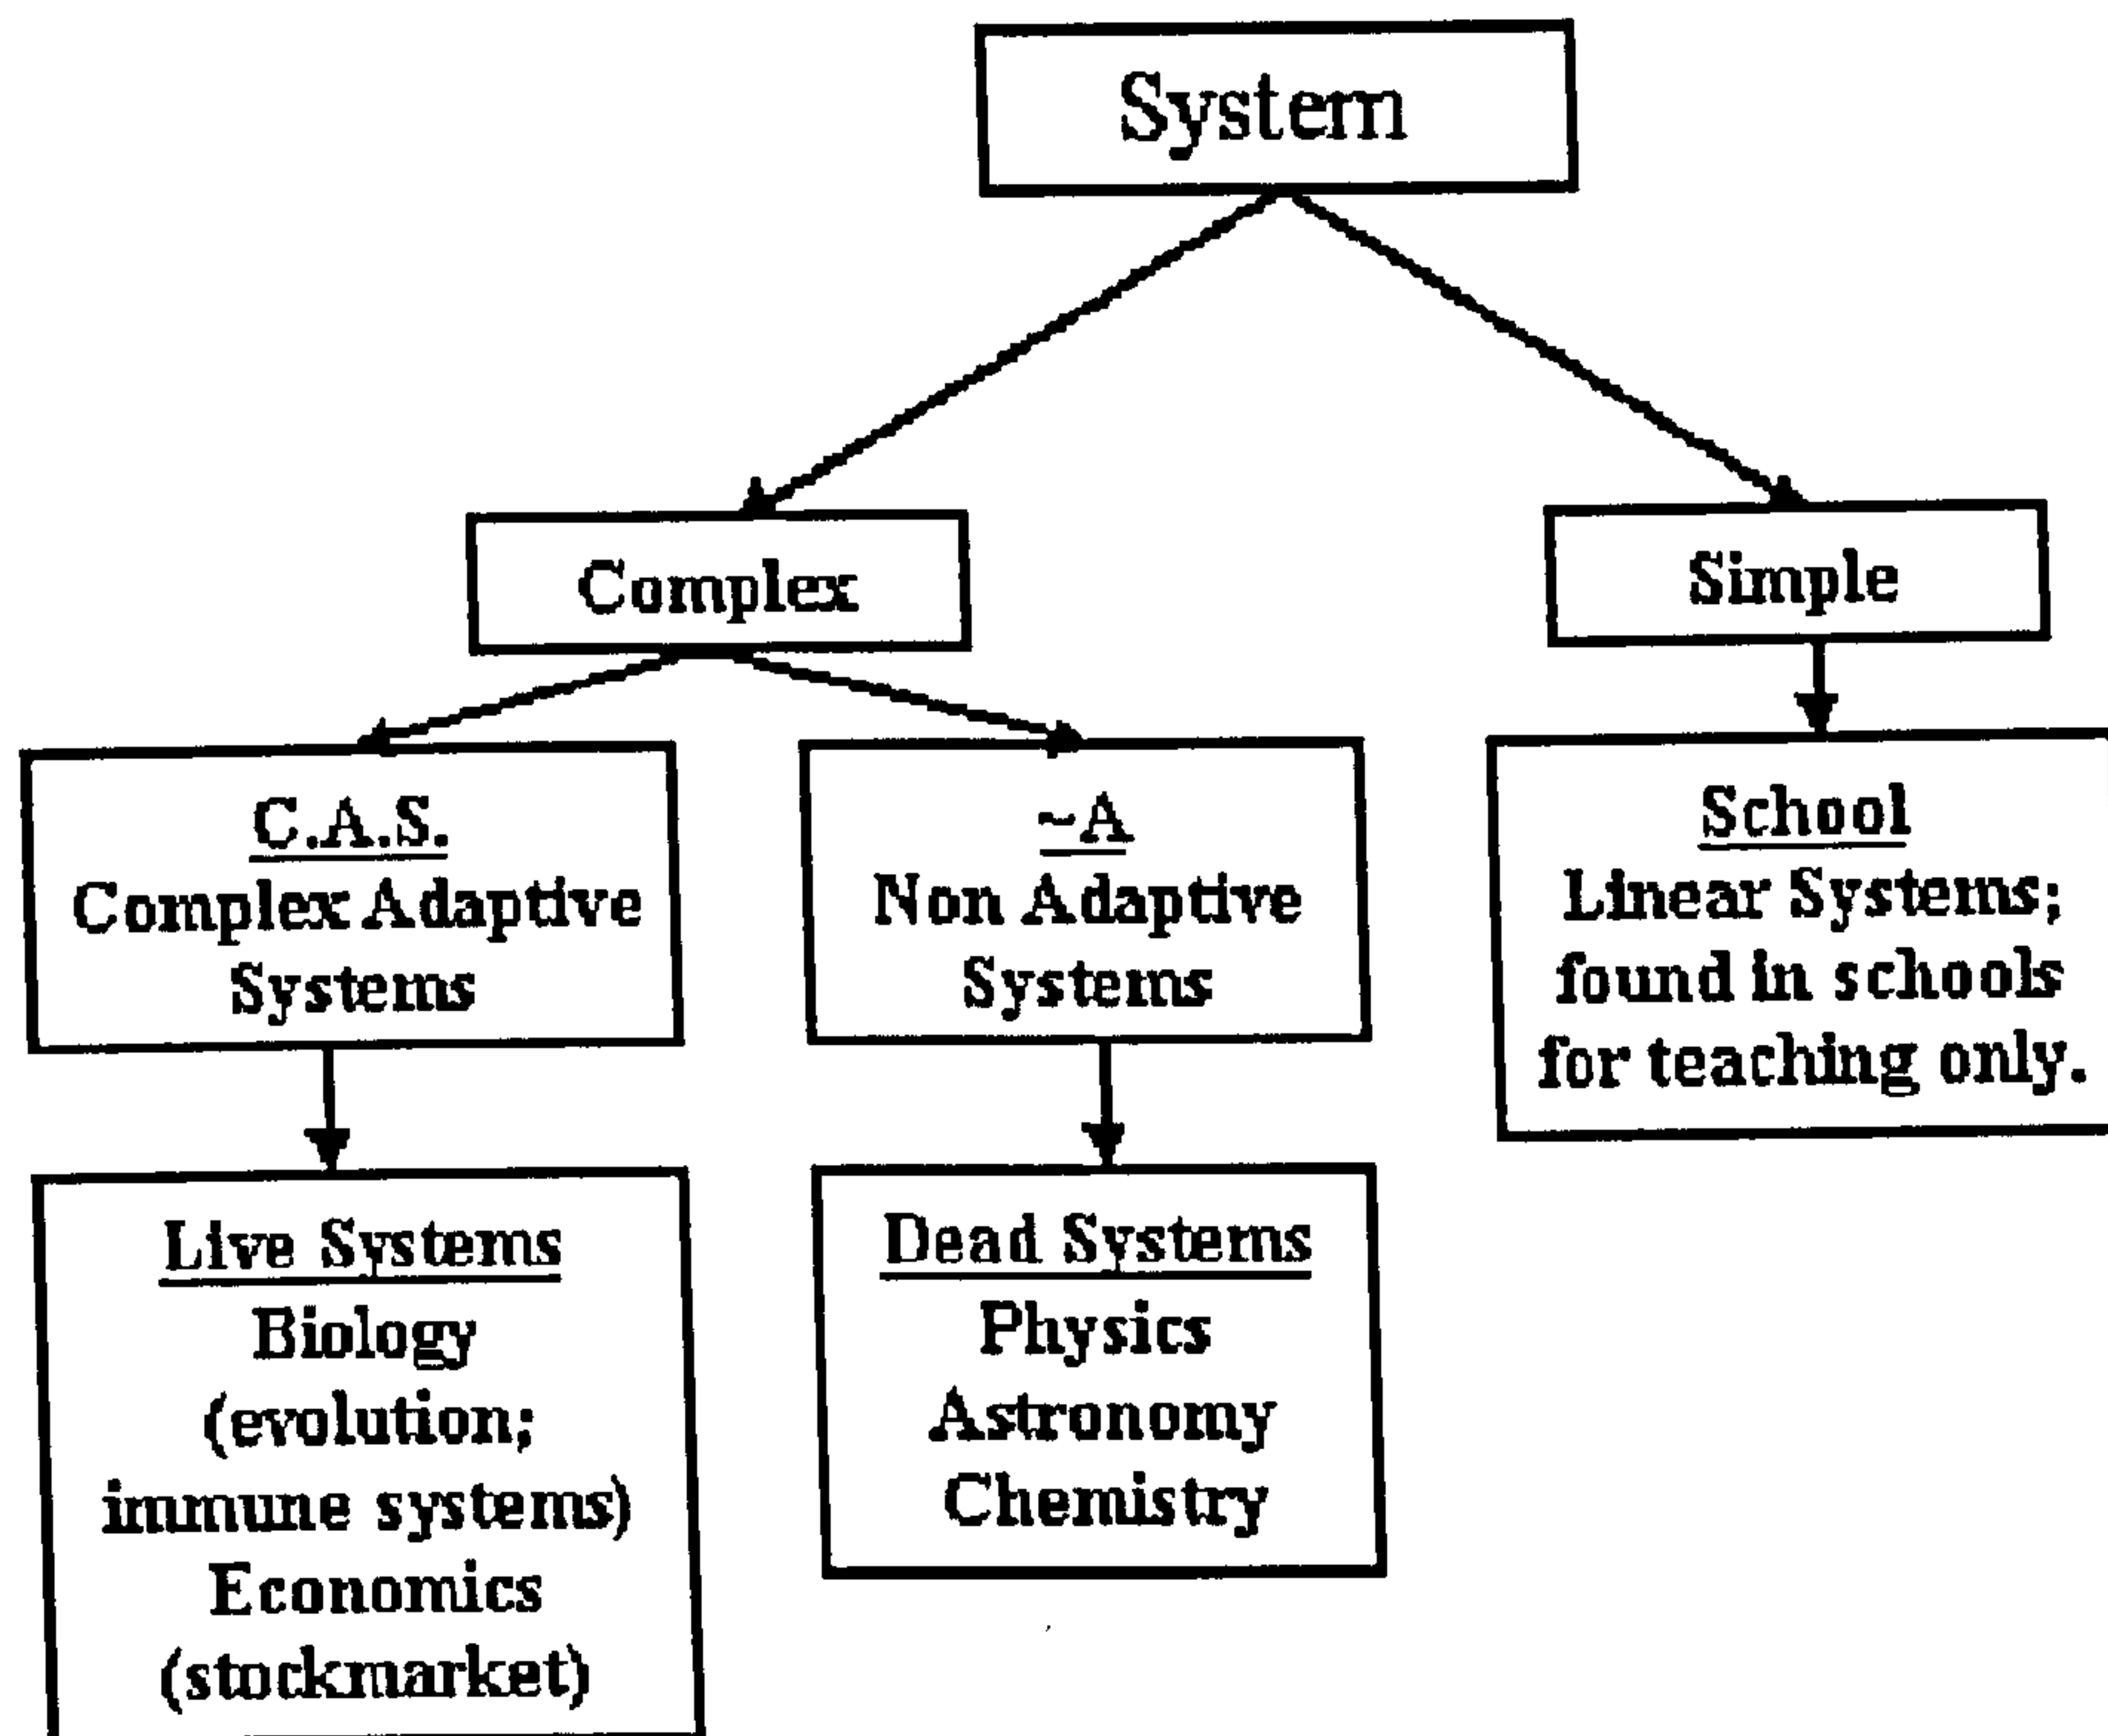 System
Complex
Simple
C.A.S.
Complex Adaptive
Systems
~A
Non Adaptive
Systems
School
Linear Systems;
found in schools
for teaching only.
Live Systems
Biology
(evolution;
immune systems)
Economics
(stockmarket)
Dead Systems
Physics
Astronomy
Chemistry